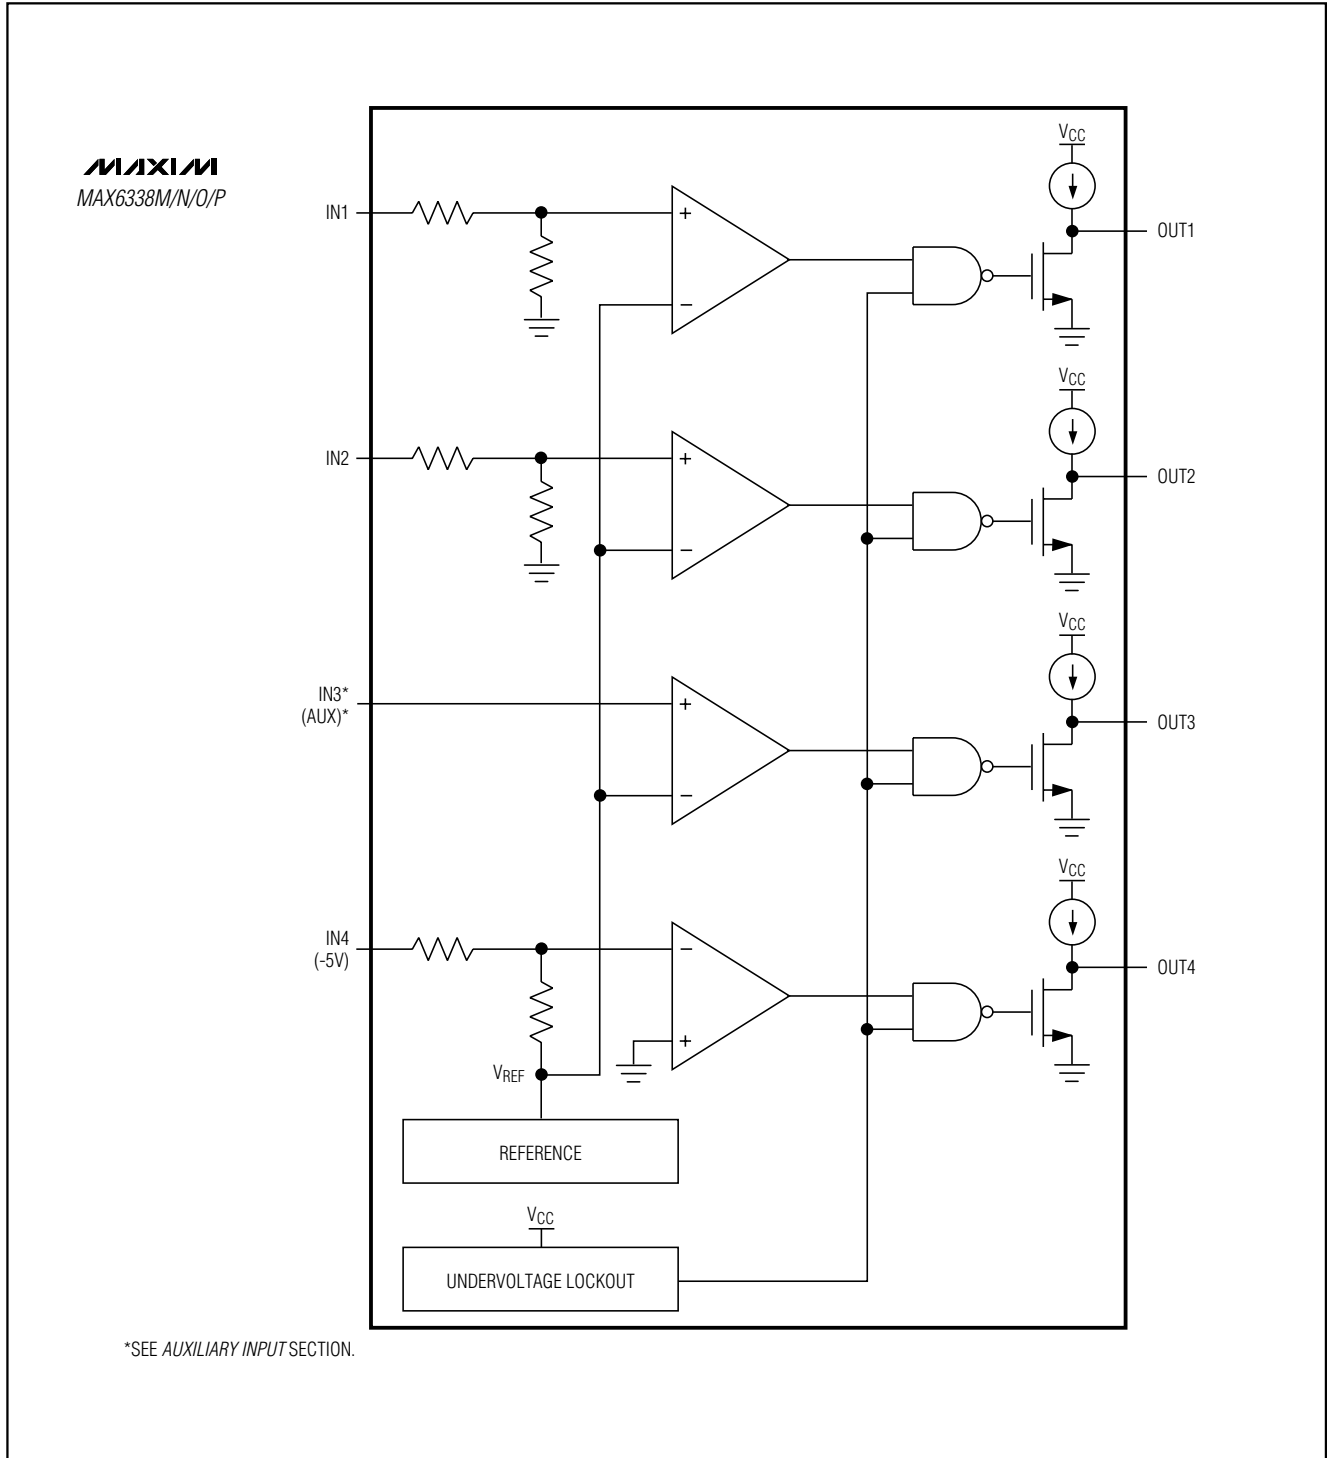 VCC
MAXIM
MAX6338M/N/O/P
IN1
+
OUT1
−
VCC
IN2
+
OUT2
−
VCC
IN3*
(AUX)*
+
OUT3
−
VCC
IN4
(-5V)
−
OUT4
+
VREF
REFERENCE
VCC
UNDERVOLTAGE LOCKOUT
*SEE AUXILIARY INPUT SECTION.